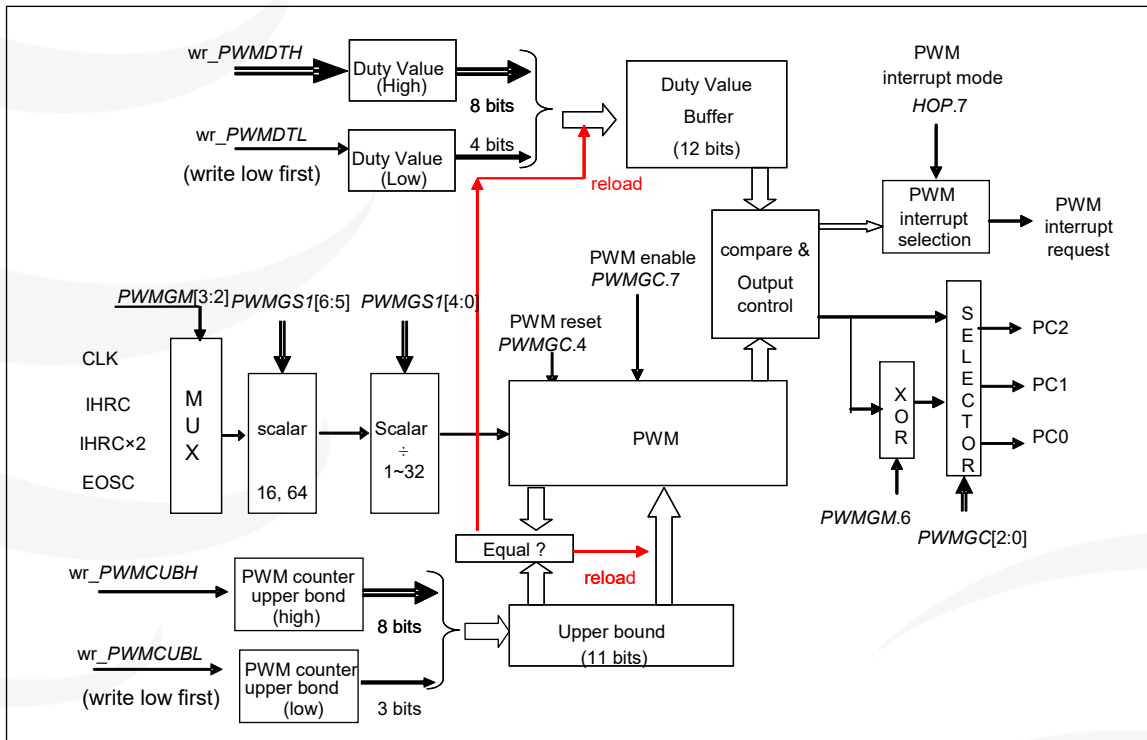 wr_PWMDTH
Duty Value
(High)
8 bits
wr_PWMDTL
(write low first)
Duty Value
(Low)
4 bits
reload
Duty Value
Buffer
(12 bits)
PWM
interrupt mode
HOP.7
PWM
interrupt
selection
PWM
interrupt
request
compare &
Output
control
PWM enable
PWMGC.7
PWM reset
PWMGC.4
PWMGM[3:2]
PWMGS1[6:5]
PWMGS1[4:0]
CLK
IHRC
IHRC×2
EOSC
MUX
scalar
16, 64
Scalar
÷
1~32
PWM
XOR
SELECTOR
PC2
PC1
PC0
PWMGM.6
PWMGC[2:0]
Equal ?
reload
wr_PWMCUBH
PWM counter
upper bond
(high)
8 bits
wr_PWMCUBL
(write low first)
PWM counter
upper bond
(low)
3 bits
Upper bound
(11 bits)